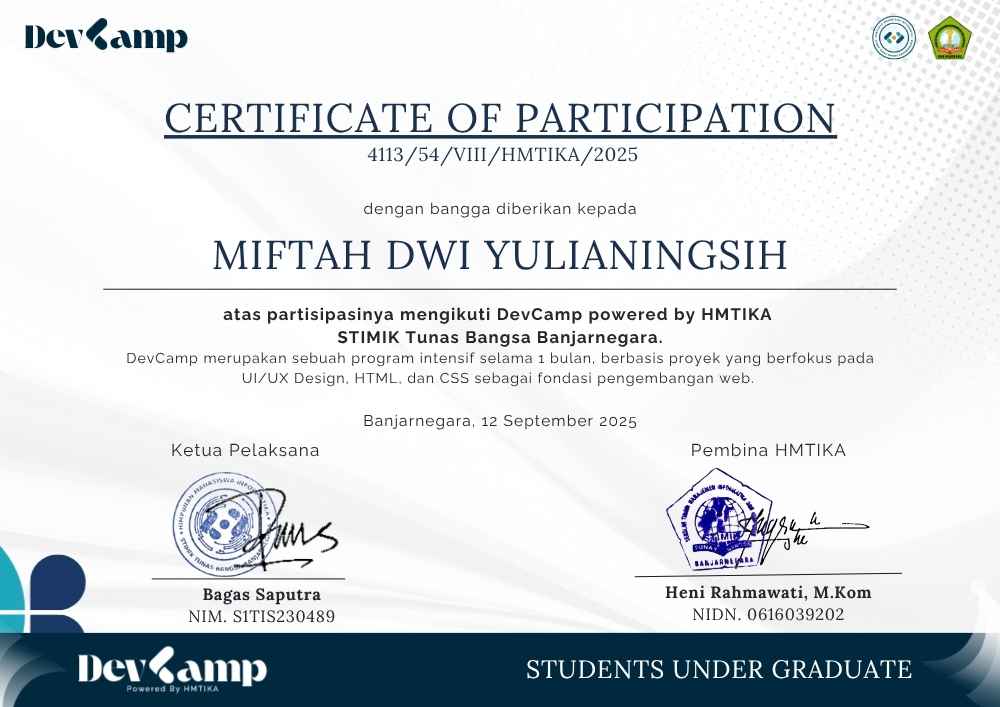 DevCamp
CERTIFICATE OF PARTICIPATION
4113/54/VIII/HMTIKA/2025
dengan bangga diberikan kepada
MIFTAH DWI YULIANINGSIH
atas partisipasinya mengikuti DevCamp powered by HMTIKA
STIMIK Tunas Bangsa Banjarnegara.
DevCamp merupakan sebuah program intensif selama 1 bulan, berbasis proyek yang berfokus pada
UI/UX Design, HTML, dan CSS sebagai fondasi pengembangan web.
Banjarnegara, 12 September 2025
Ketua Pelaksana
Pembina HMTIKA
HIMPUNAN MAHASISWA INFORMATIKA
STIMIK TUNAS BANGSA
BANJARNEGARA
Bagas Saputra
NIM. S1TIS230489
Heni Rahmawati, M.Kom
NIDN. 0616039202
DevCamp
Powered By HMTIKA
STUDENTS UNDER GRADUATE